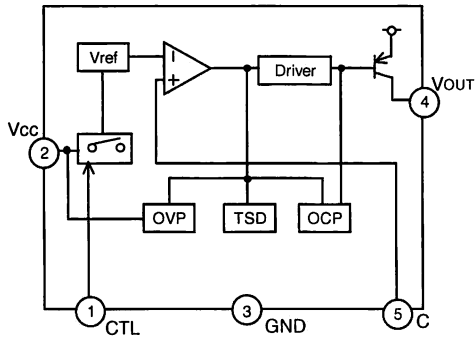 Vref
−
+
Driver
VOUT
4
VCC
2
OVP
TSD
OCP
1
CTL
3
GND
5
C